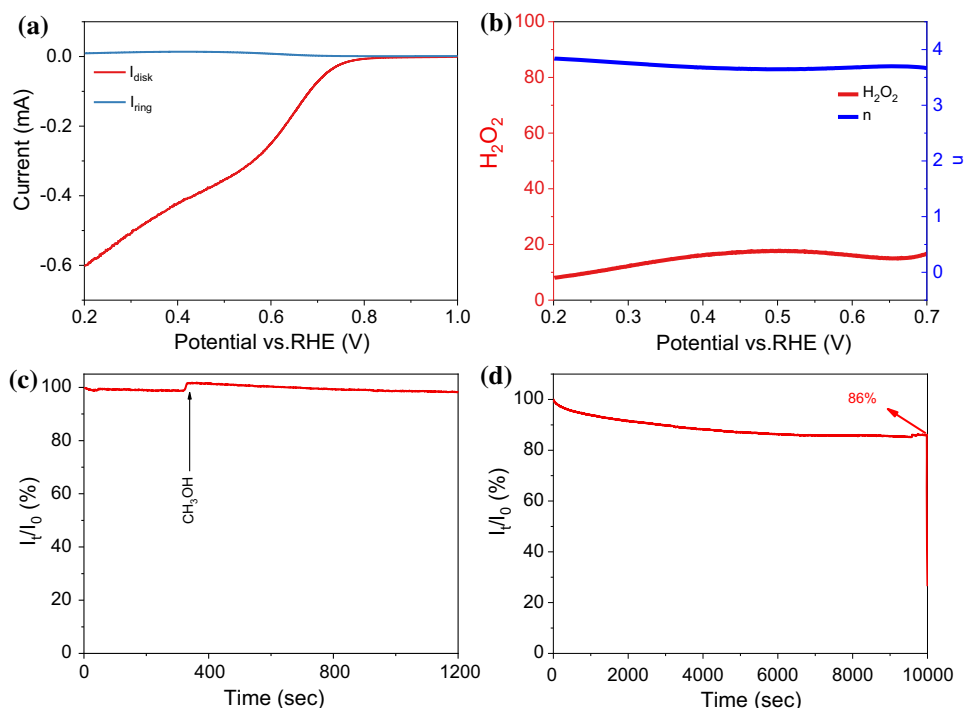 (a)
0.0
-0.2
-0.4
-0.6
Current (mA)
I_disk
I_ring
0.2 0.4 0.6 0.8 1.0
Potential vs.RHE (V)
(b)
100
80
60
40
20
0
H₂O₂
H₂O₂
n
4
3
2
1
0
n
0.2 0.3 0.4 0.5 0.6 0.7
Potential vs.RHE (V)
(c)
100
80
60
40
20
0
I_t/I_0 (%)
CH₃OH
0 400 800 1200
Time (sec)
(d)
100
80
60
40
20
0
I_t/I_0 (%)
86%
0 2000 4000 6000 8000 10000
Time (sec)